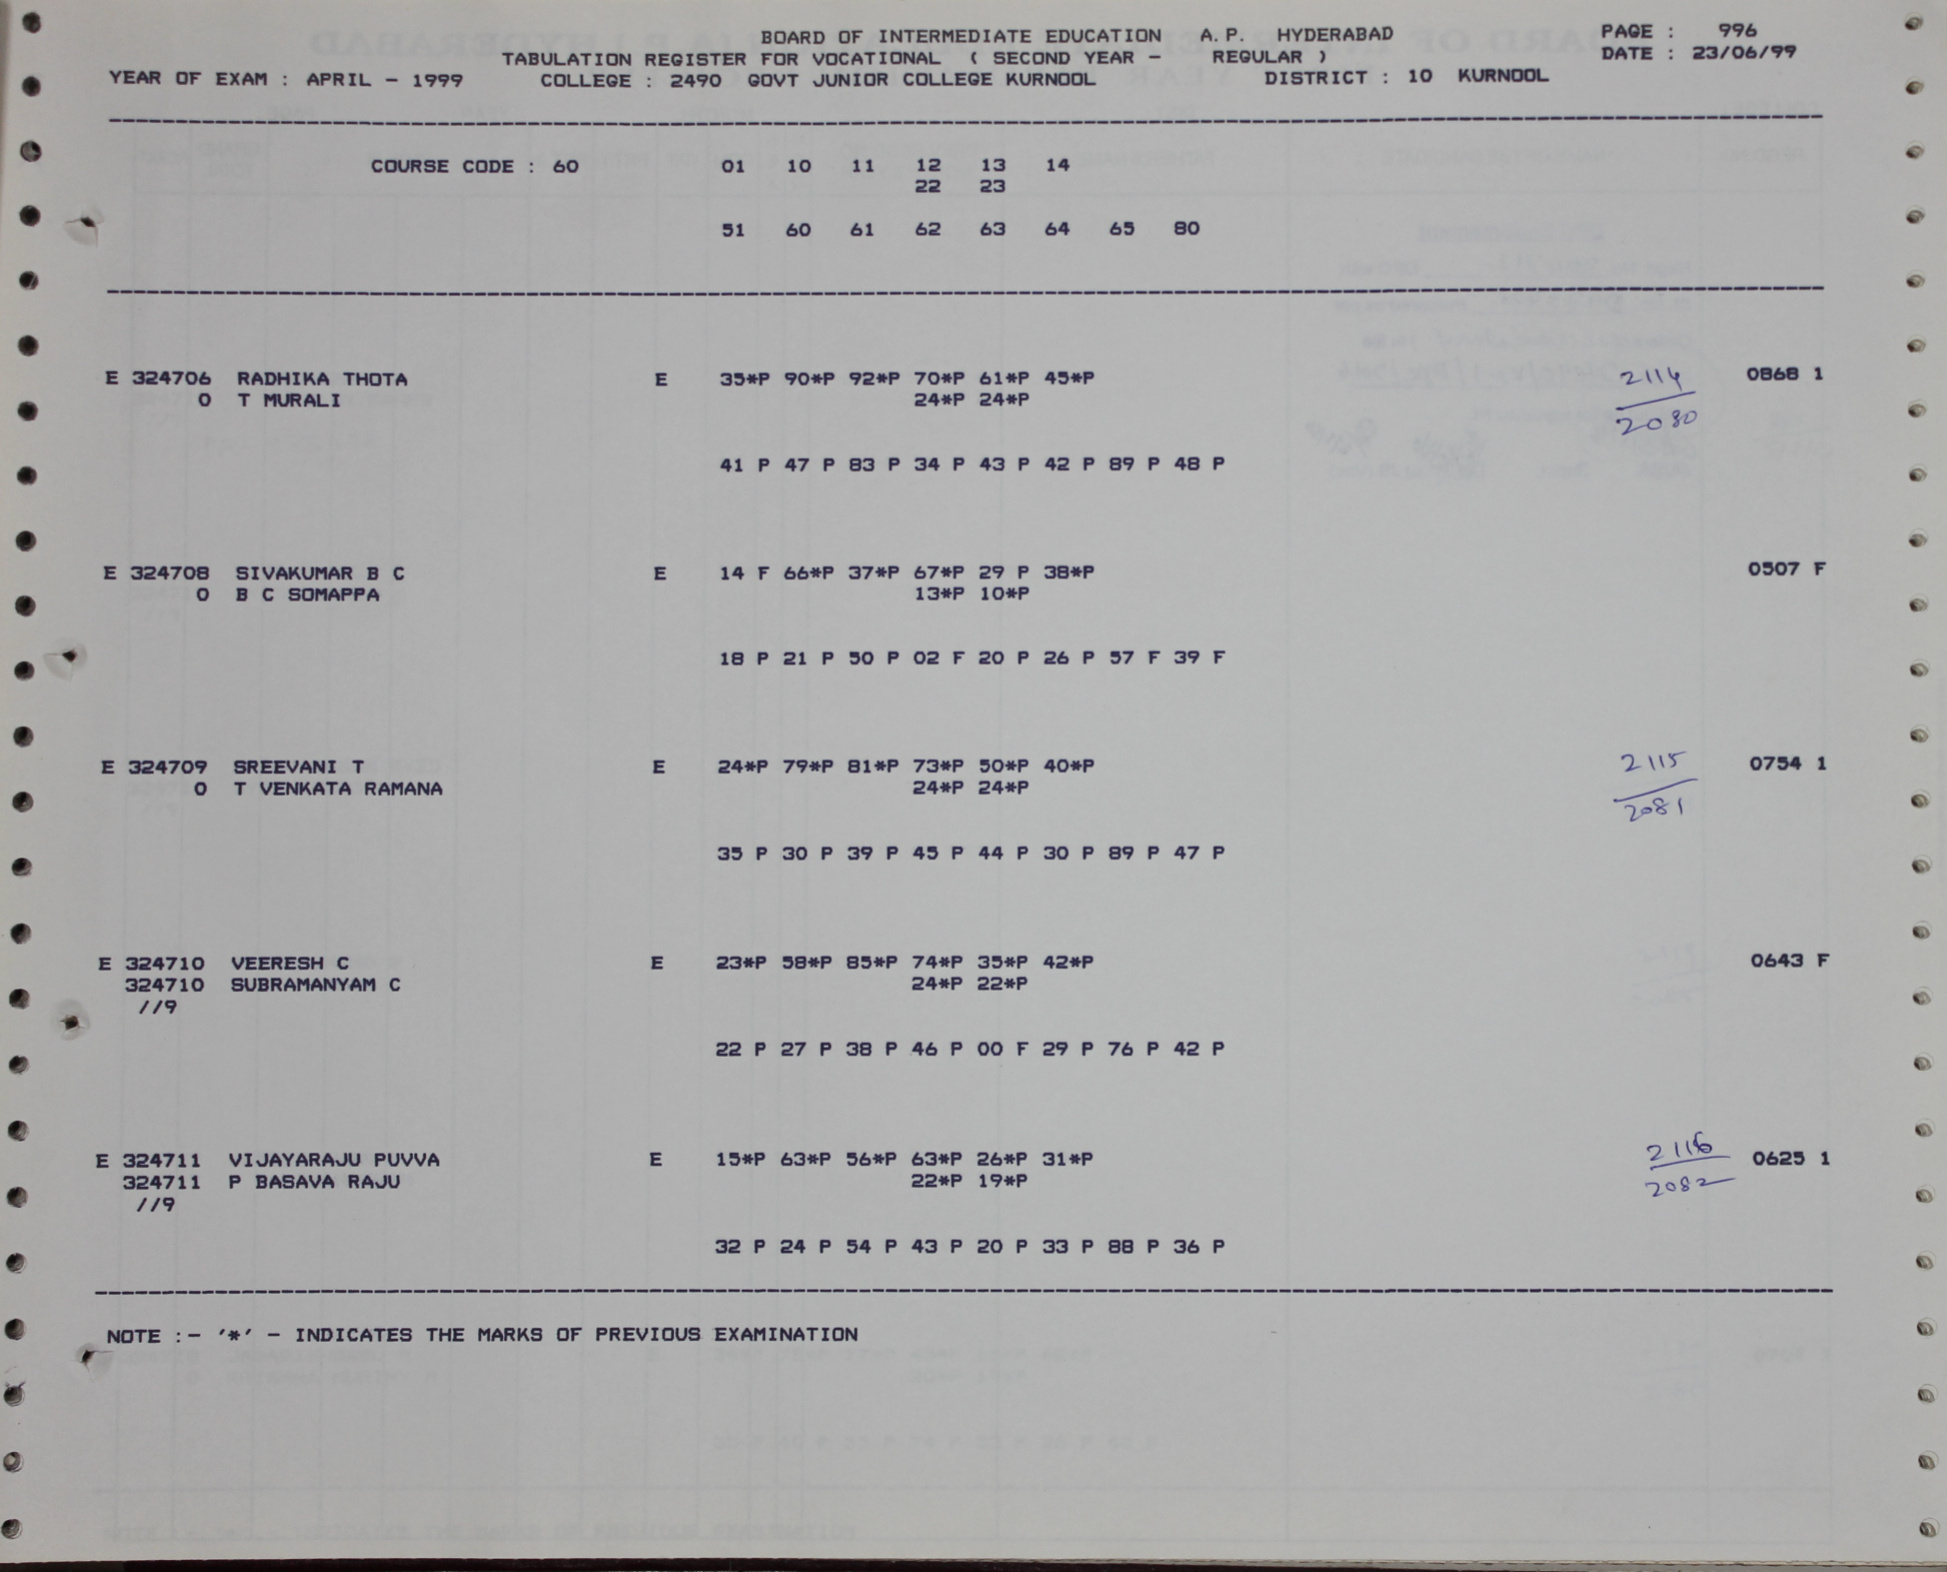 BOARD OF INTERMEDIATE EDUCATION A.P. HYDERABAD PAGE : 996
TABULATION REGISTER FOR VOCATIONAL ( SECOND YEAR - REGULAR ) DATE : 23/06/99
YEAR OF EXAM : APRIL - 1999 COLLEGE : 2490 GOVT JUNIOR COLLEGE KURNOOL DISTRICT : 10 KURNOOL
COURSE CODE : 60 01 10 11 12 13 14
22 23
51 60 61 62 63 64 65 80
E 324706 RADHIKA THOTA E 35*P 90*P 92*P 70*P 61*P 45*P 2114 0868 1
0 T MURALI 24*P 24*P 2080
41 P 47 P 83 P 34 P 43 P 42 P 89 P 48 P
E 324708 SIVAKUMAR B C E 14 F 66*P 37*P 67*P 29 P 38*P 0507 F
0 B C SOMAPPA 13*P 10*P
18 P 21 P 50 P 02 F 20 P 26 P 57 F 39 F
E 324709 SREEVANI T E 24*P 79*P 81*P 73*P 50*P 40*P 2115 0754 1
0 T VENKATA RAMANA 24*P 24*P 2081
35 P 30 P 39 P 45 P 44 P 30 P 89 P 47 P
E 324710 VEERESH C E 23*P 58*P 85*P 74*P 35*P 42*P 0643 F
324710 SUBRAMANYAM C 24*P 22*P
//9
22 P 27 P 38 P 46 P 00 F 29 P 76 P 42 P
E 324711 VIJAYARAJU PUVVA E 15*P 63*P 56*P 63*P 26*P 31*P 2116 0625 1
324711 P BASAVA RAJU 22*P 19*P 2082
//9
32 P 24 P 54 P 43 P 20 P 33 P 88 P 36 P
NOTE :- '*' - INDICATES THE MARKS OF PREVIOUS EXAMINATION